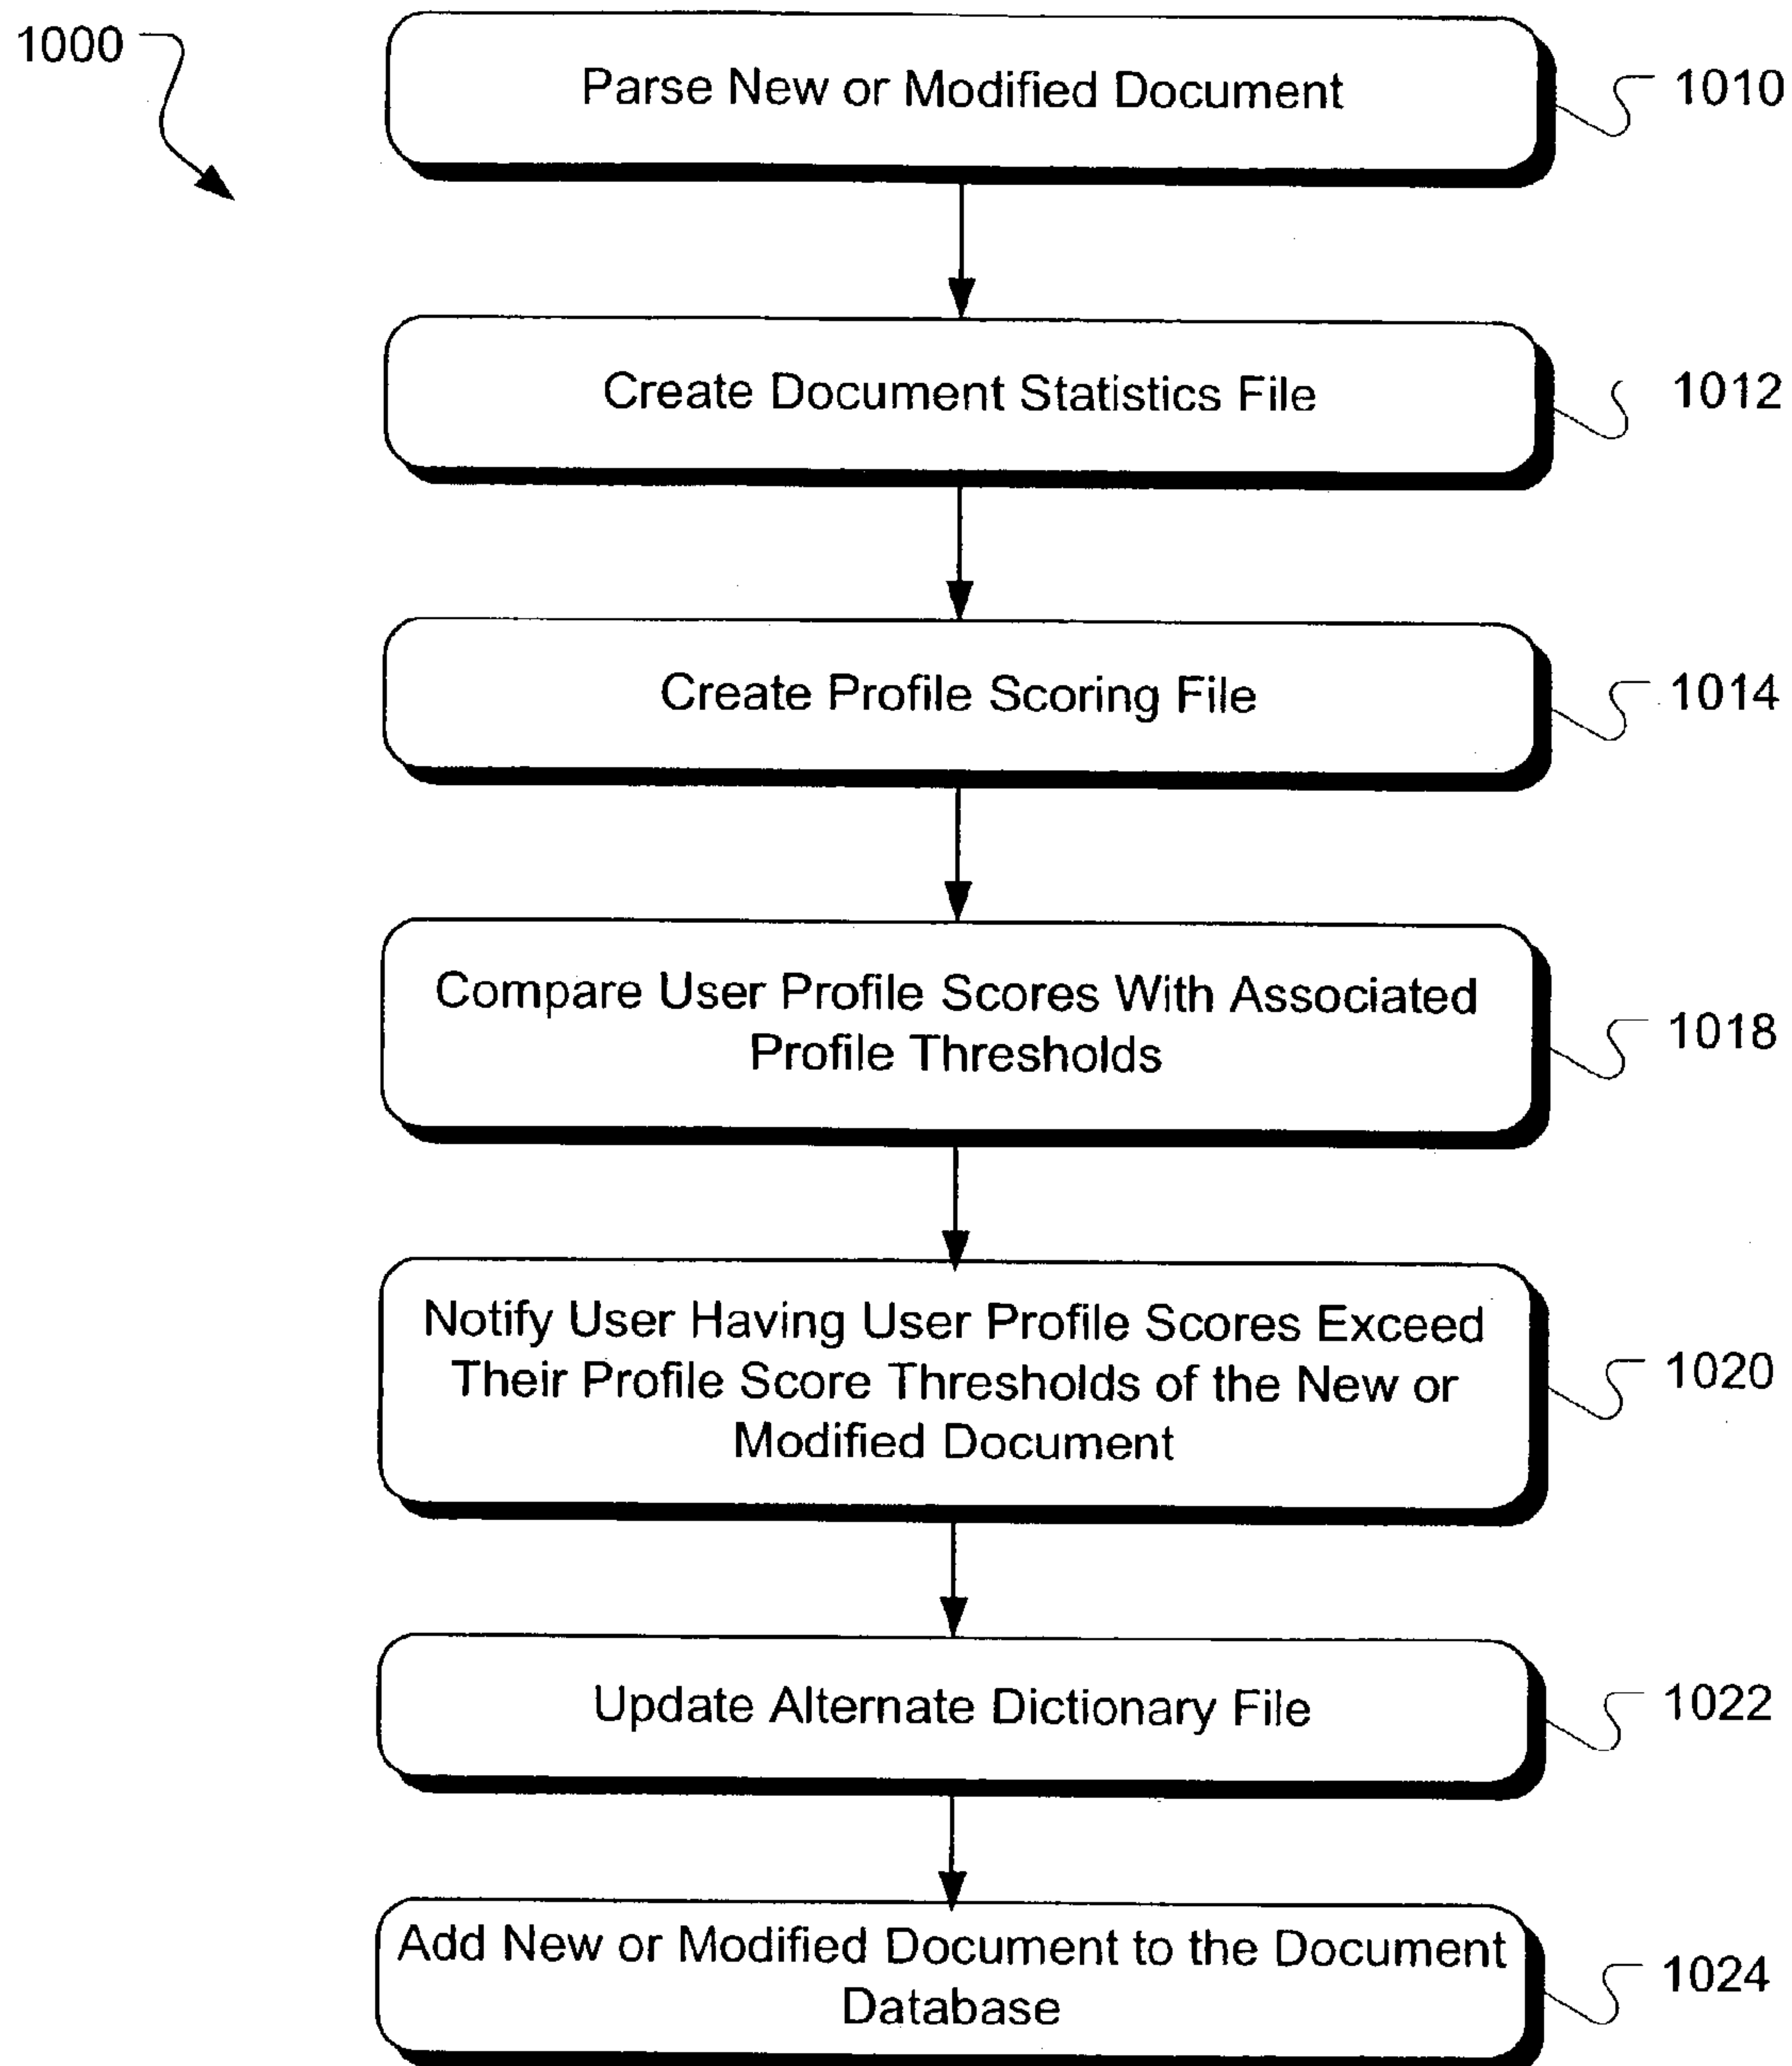 1000
Parse New or Modified Document
1010
Create Document Statistics File
1012
Create Profile Scoring File
1014
Compare User Profile Scores With Associated
Profile Thresholds
1018
Notify User Having User Profile Scores Exceed
Their Profile Score Thresholds of the New or
Modified Document
1020
Update Alternate Dictionary File
1022
Add New or Modified Document to the Document
Database
1024